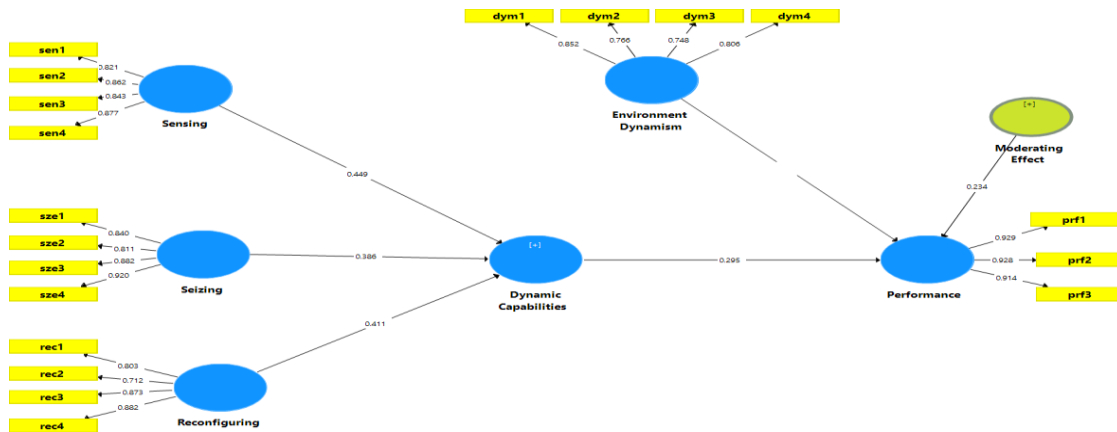 dym1
dym2
dym3
dym4
0.852
0.766
0.748
0.806
Environment
Dynamism
sen1
sen2
sen3
sen4
0.821
0.862
0.843
0.877
Sensing
[+]
Moderating
Effect
0.449
0.234
sze1
sze2
sze3
sze4
0.840
0.811
0.882
0.920
Seizing
0.386
[+]
Dynamic
Capabilities
0.295
Performance
0.929
0.928
0.914
prf1
prf2
prf3
0.411
rec1
rec2
rec3
rec4
0.803
0.712
0.873
0.882
Reconfiguring